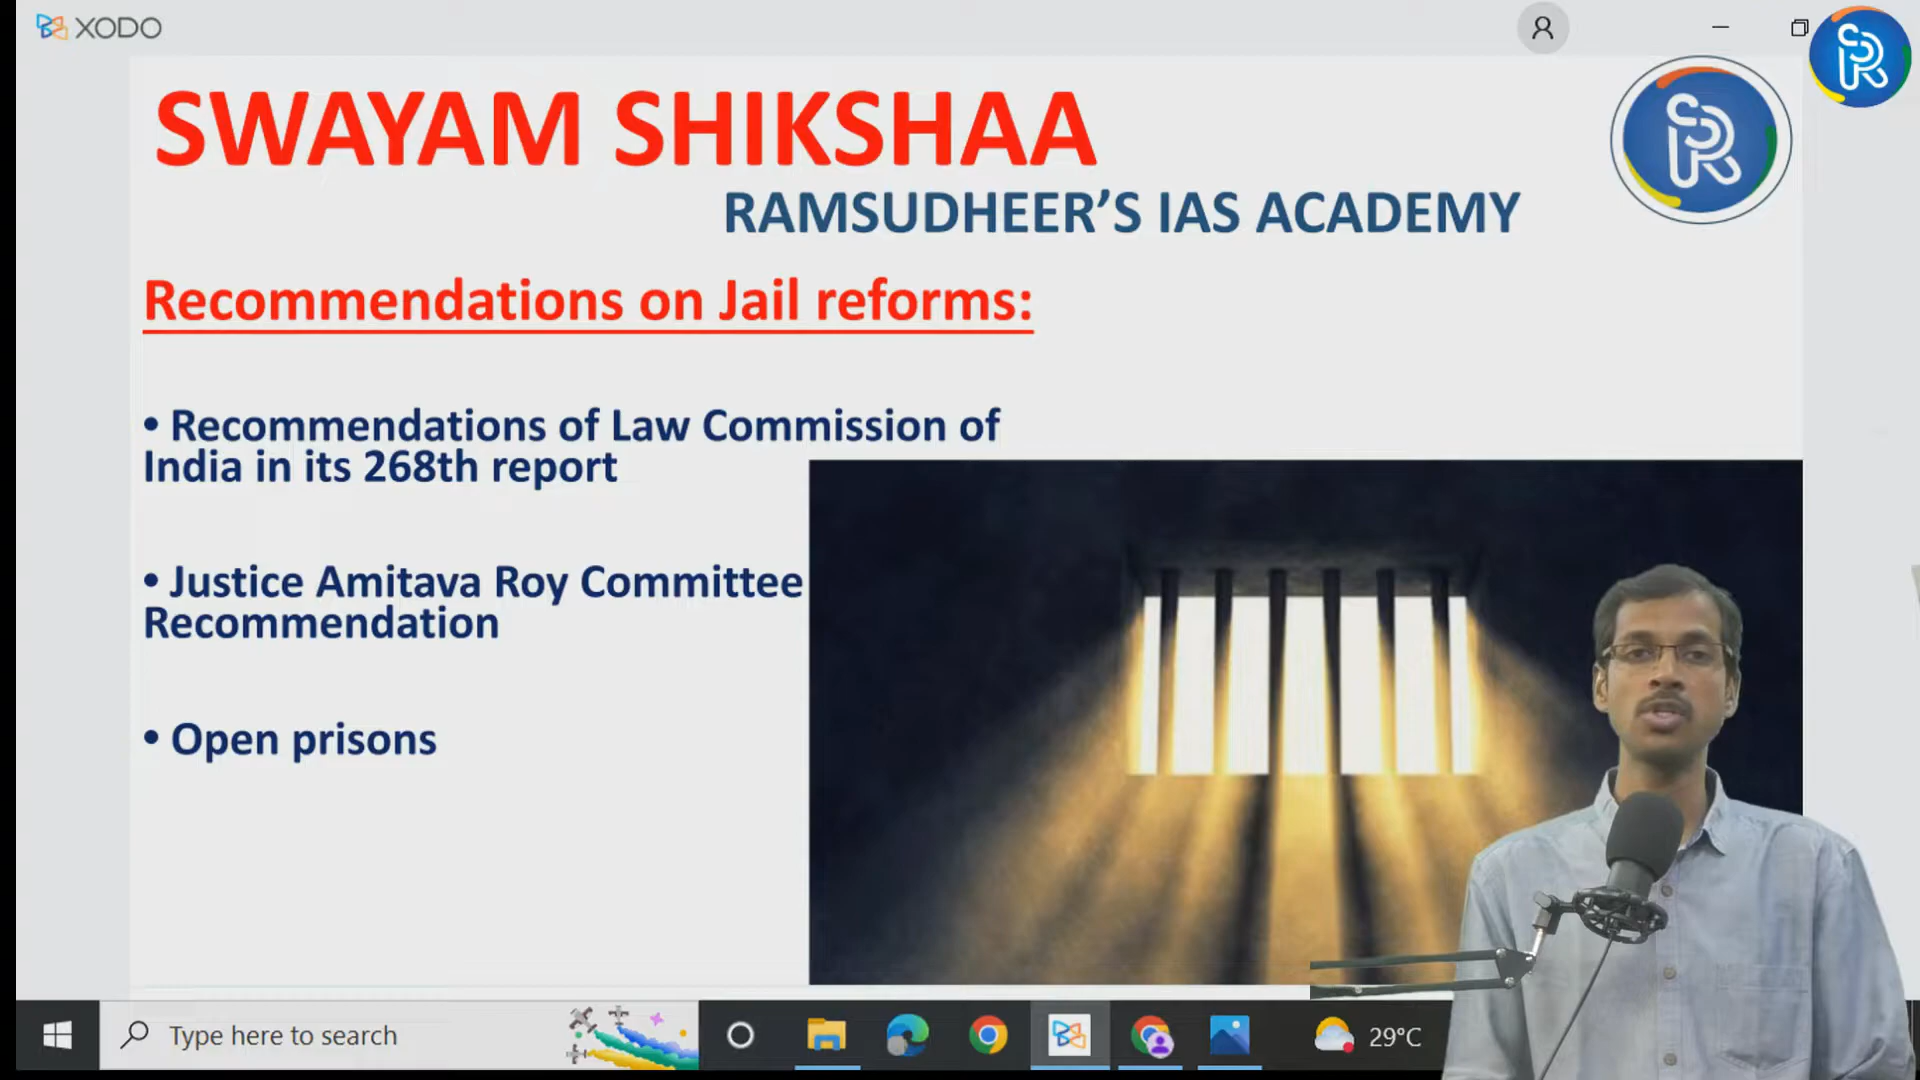 XODO
SWAYAM SHIKSHAA
RAMSUDHEER’S IAS ACADEMY
Recommendations on Jail reforms:
• Recommendations of Law Commission of
India in its 268th report
• Justice Amitava Roy Committee
Recommendation
• Open prisons
Type here to search
29°C